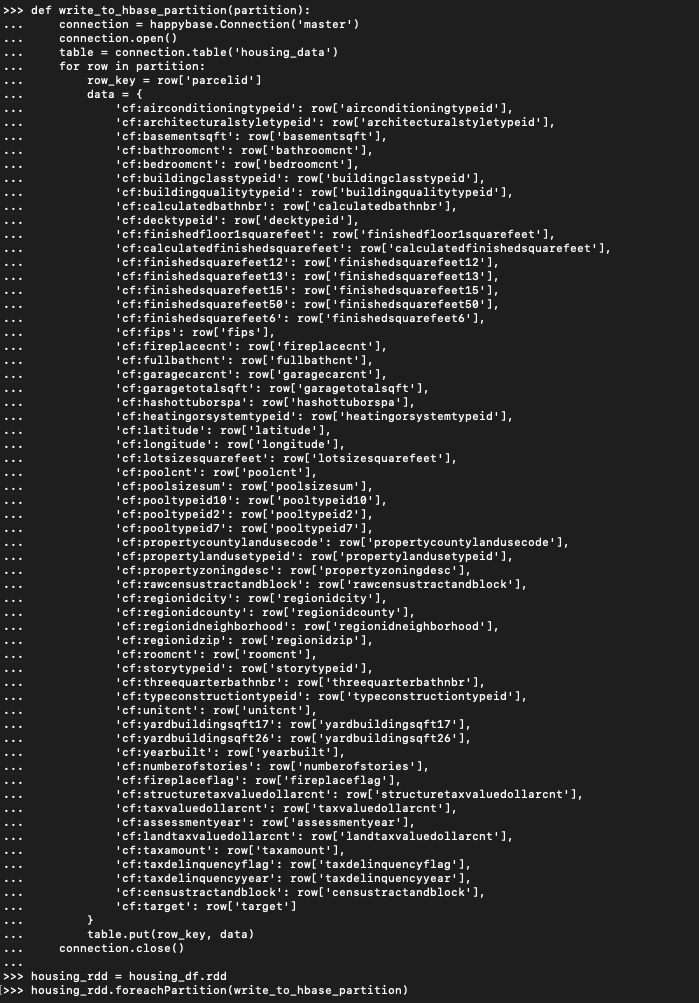 >>> def write_to_hbase_partition(partition):
...     connection = happybase.Connection('master')
...     connection.open()
...     table = connection.table('housing_data')
...     for row in partition:
...         row_key = row['parcelid']
...         data = {
...             'cf:airconditioningtypeid': row['airconditioningtypeid'],
...             'cf:architecturalstyletypeid': row['architecturalstyletypeid'],
...             'cf:basementsqft': row['basementsqft'],
...             'cf:bathroomcnt': row['bathroomcnt'],
...             'cf:bedroomcnt': row['bedroomcnt'],
...             'cf:buildingclasstypeid': row['buildingclasstypeid'],
...             'cf:buildingqualitytypeid': row['buildingqualitytypeid'],
...             'cf:calculatedbathnbr': row['calculatedbathnbr'],
...             'cf:decktypeid': row['decktypeid'],
...             'cf:finishedfloor1squarefeet': row['finishedfloor1squarefeet'],
...             'cf:calculatedfinishedsquarefeet': row['calculatedfinishedsquarefeet'],
...             'cf:finishedsquarefeet12': row['finishedsquarefeet12'],
...             'cf:finishedsquarefeet13': row['finishedsquarefeet13'],
...             'cf:finishedsquarefeet15': row['finishedsquarefeet15'],
...             'cf:finishedsquarefeet50': row['finishedsquarefeet50'],
...             'cf:finishedsquarefeet6': row['finishedsquarefeet6'],
...             'cf:fips': row['fips'],
...             'cf:fireplacecnt': row['fireplacecnt'],
...             'cf:fullbathcnt': row['fullbathcnt'],
...             'cf:garagecarcnt': row['garagecarcnt'],
...             'cf:garagetotalsqft': row['garagetotalsqft'],
...             'cf:hashottuborspa': row['hashottuborspa'],
...             'cf:heatingorsystemtypeid': row['heatingorsystemtypeid'],
...             'cf:latitude': row['latitude'],
...             'cf:longitude': row['longitude'],
...             'cf:lotsizesquarefeet': row['lotsizesquarefeet'],
...             'cf:poolcnt': row['poolcnt'],
...             'cf:poolsizesum': row['poolsizesum'],
...             'cf:pooltypeid10': row['pooltypeid10'],
...             'cf:pooltypeid2': row['pooltypeid2'],
...             'cf:pooltypeid7': row['pooltypeid7'],
...             'cf:propertycountylandusecode': row['propertycountylandusecode'],
...             'cf:propertylandusetypeid': row['propertylandusetypeid'],
...             'cf:propertyzoningdesc': row['propertyzoningdesc'],
...             'cf:rawcensustractandblock': row['rawcensustractandblock'],
...             'cf:regionidcity': row['regionidcity'],
...             'cf:regionidcounty': row['regionidcounty'],
...             'cf:regionidneighborhood': row['regionidneighborhood'],
...             'cf:regionidzip': row['regionidzip'],
...             'cf:roomcnt': row['roomcnt'],
...             'cf:storytypeid': row['storytypeid'],
...             'cf:threequarterbathnbr': row['threequarterbathnbr'],
...             'cf:typeconstructiontypeid': row['typeconstructiontypeid'],
...             'cf:unitcnt': row['unitcnt'],
...             'cf:yardbuildingsqft17': row['yardbuildingsqft17'],
...             'cf:yardbuildingsqft26': row['yardbuildingsqft26'],
...             'cf:yearbuilt': row['yearbuilt'],
...             'cf:numberofstories': row['numberofstories'],
...             'cf:fireplaceflag': row['fireplaceflag'],
...             'cf:structuretaxvaluedollarcnt': row['structuretaxvaluedollarcnt'],
...             'cf:taxvaluedollarcnt': row['taxvaluedollarcnt'],
...             'cf:assessmentyear': row['assessmentyear'],
...             'cf:landtaxvaluedollarcnt': row['landtaxvaluedollarcnt'],
...             'cf:taxamount': row['taxamount'],
...             'cf:taxdelinquencyflag': row['taxdelinquencyflag'],
...             'cf:taxdelinquencyyear': row['taxdelinquencyyear'],
...             'cf:censustractandblock': row['censustractandblock'],
...             'cf:target': row['target']
...         }
...         table.put(row_key, data)
...     connection.close()
...
>>> housing_rdd = housing_df.rdd
[>>> housing_rdd.foreachPartition(write_to_hbase_partition)